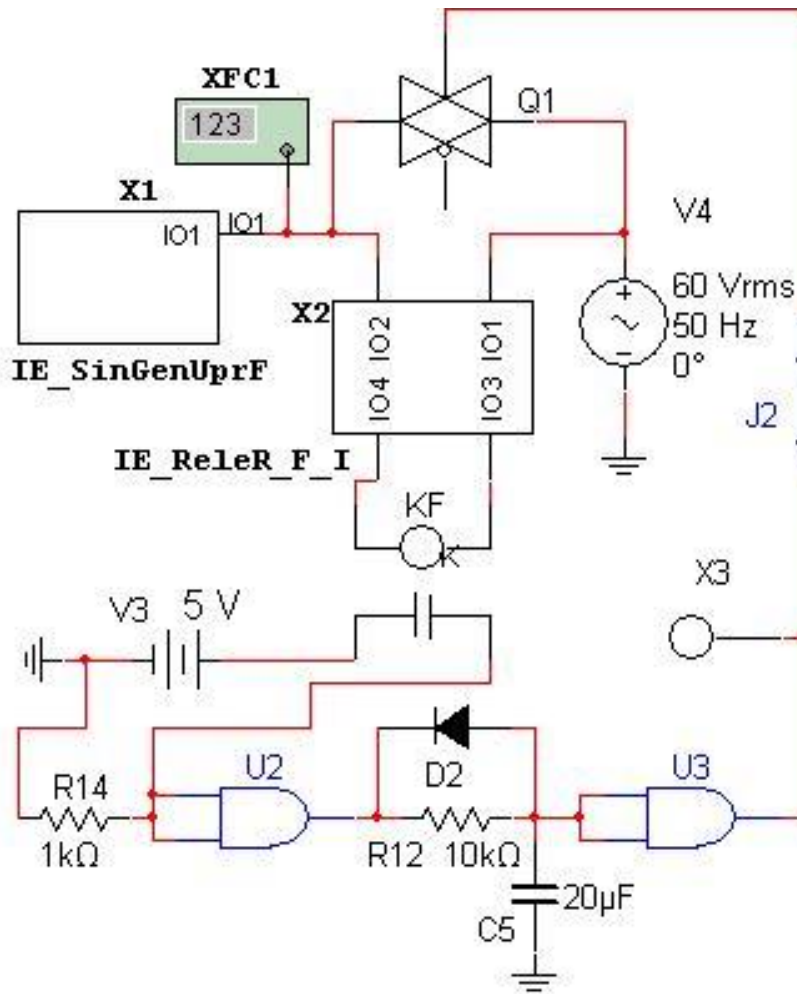 XFC1
123
Q1
X1
IO1
IO1
V4
X2
IO2
IO1
IO4
IO3
60 Vrms
50 Hz
0°
IE_SinGenUprF
J2
IE_ReleR_F_I
KF
K
X3
V3
5 V
U2
D2
U3
R14
1kΩ
R12
10kΩ
20µF
C5